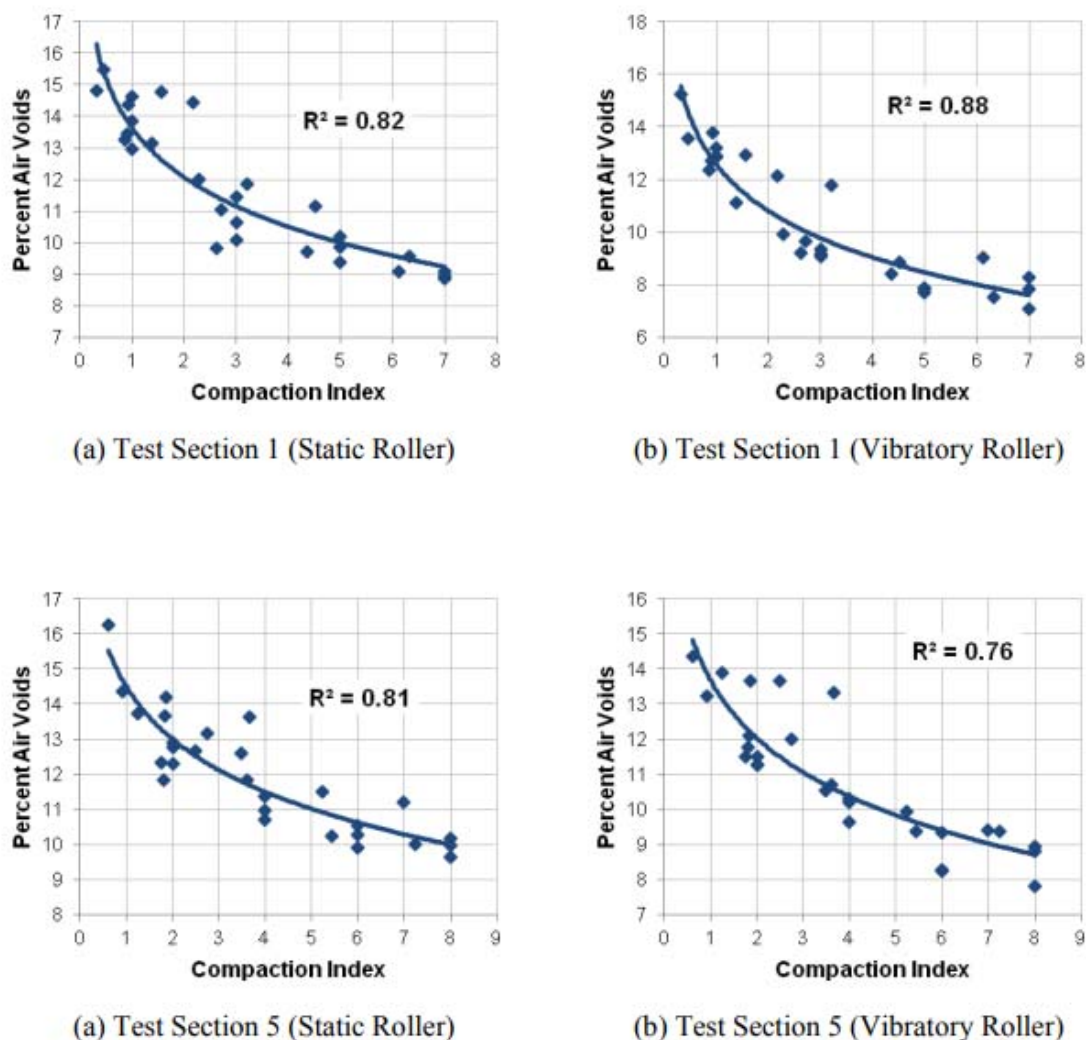 17
16
15
14
13
12
11
10
9
8
7
Percent Air Voids
R² = 0.82
0 1 2 3 4 5 6 7 8
Compaction Index
(a) Test Section 1 (Static Roller)
18
16
14
12
10
8
6
Percent Air Voids
R² = 0.88
0 1 2 3 4 5 6 7 8
Compaction Index
(b) Test Section 1 (Vibratory Roller)
17
16
15
14
13
12
11
10
9
8
Percent Air Voids
R² = 0.81
0 1 2 3 4 5 6 7 8 9
Compaction Index
(a) Test Section 5 (Static Roller)
16
15
14
13
12
11
10
9
8
7
Percent Air Voids
R² = 0.76
0 1 2 3 4 5 6 7 8 9
Compaction Index
(b) Test Section 5 (Vibratory Roller)